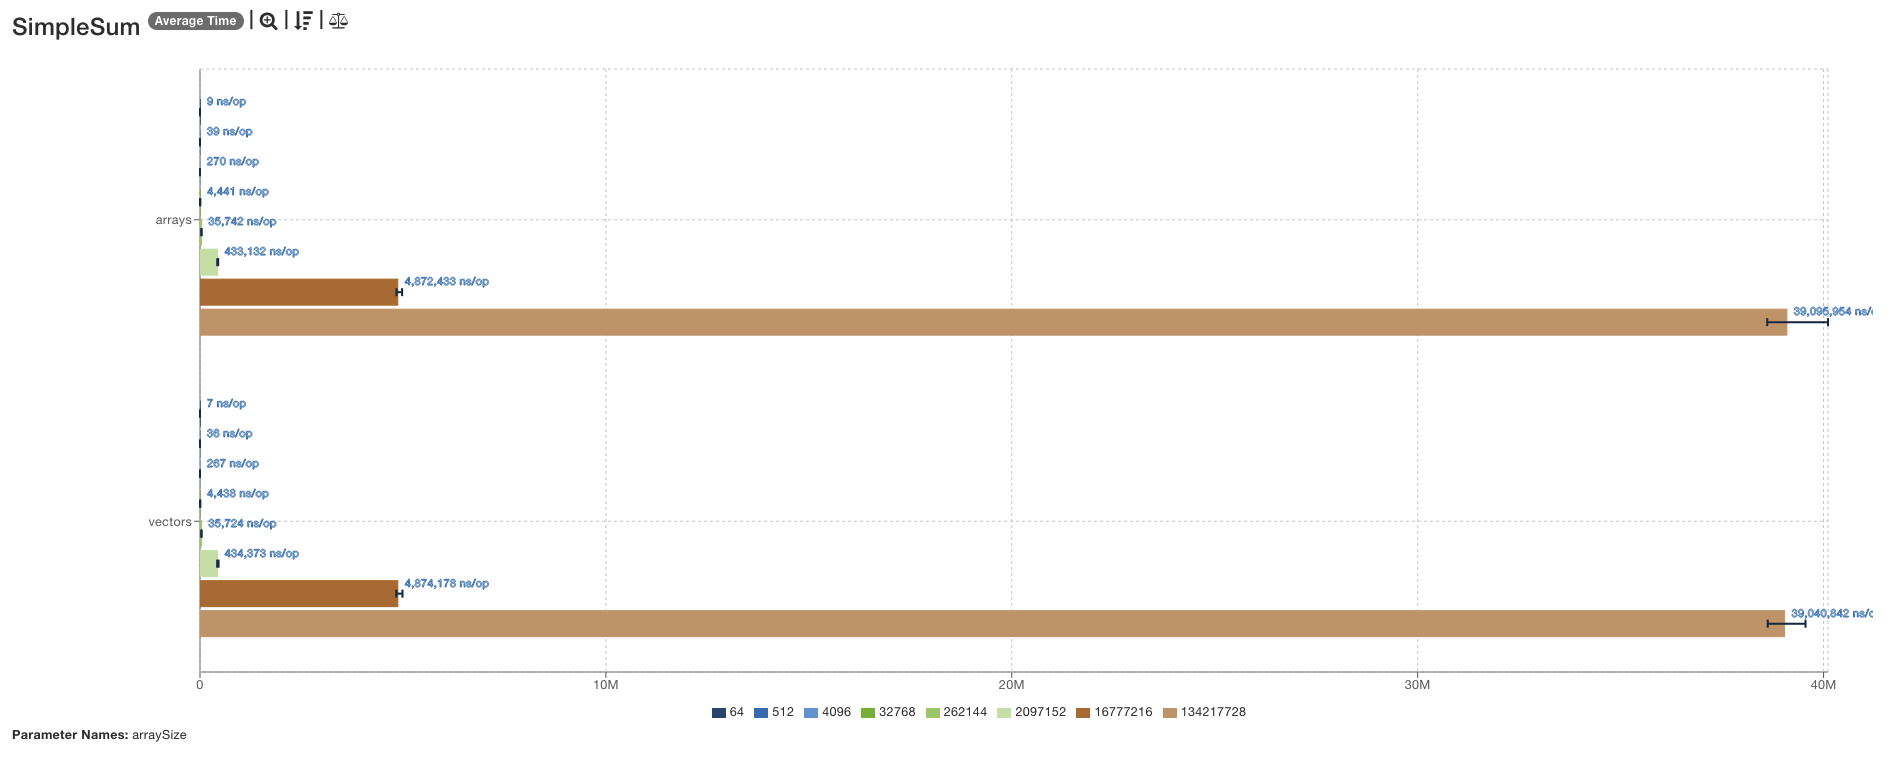 SimpleSum Average Time
9 ns/op
39 ns/op
270 ns/op
4,441 ns/op
arrays
35,742 ns/op
433,132 ns/op
4,872,433 ns/op
39,095,954 ns/
7 ns/op
36 ns/op
267 ns/op
4,438 ns/op
vectors
35,724 ns/op
434,373 ns/op
4,874,178 ns/op
39,040,842 ns/
0 10M 20M 30M 40M
64 512 4096 32768 262144 2097152 16777216 134217728
Parameter Names: arraySize